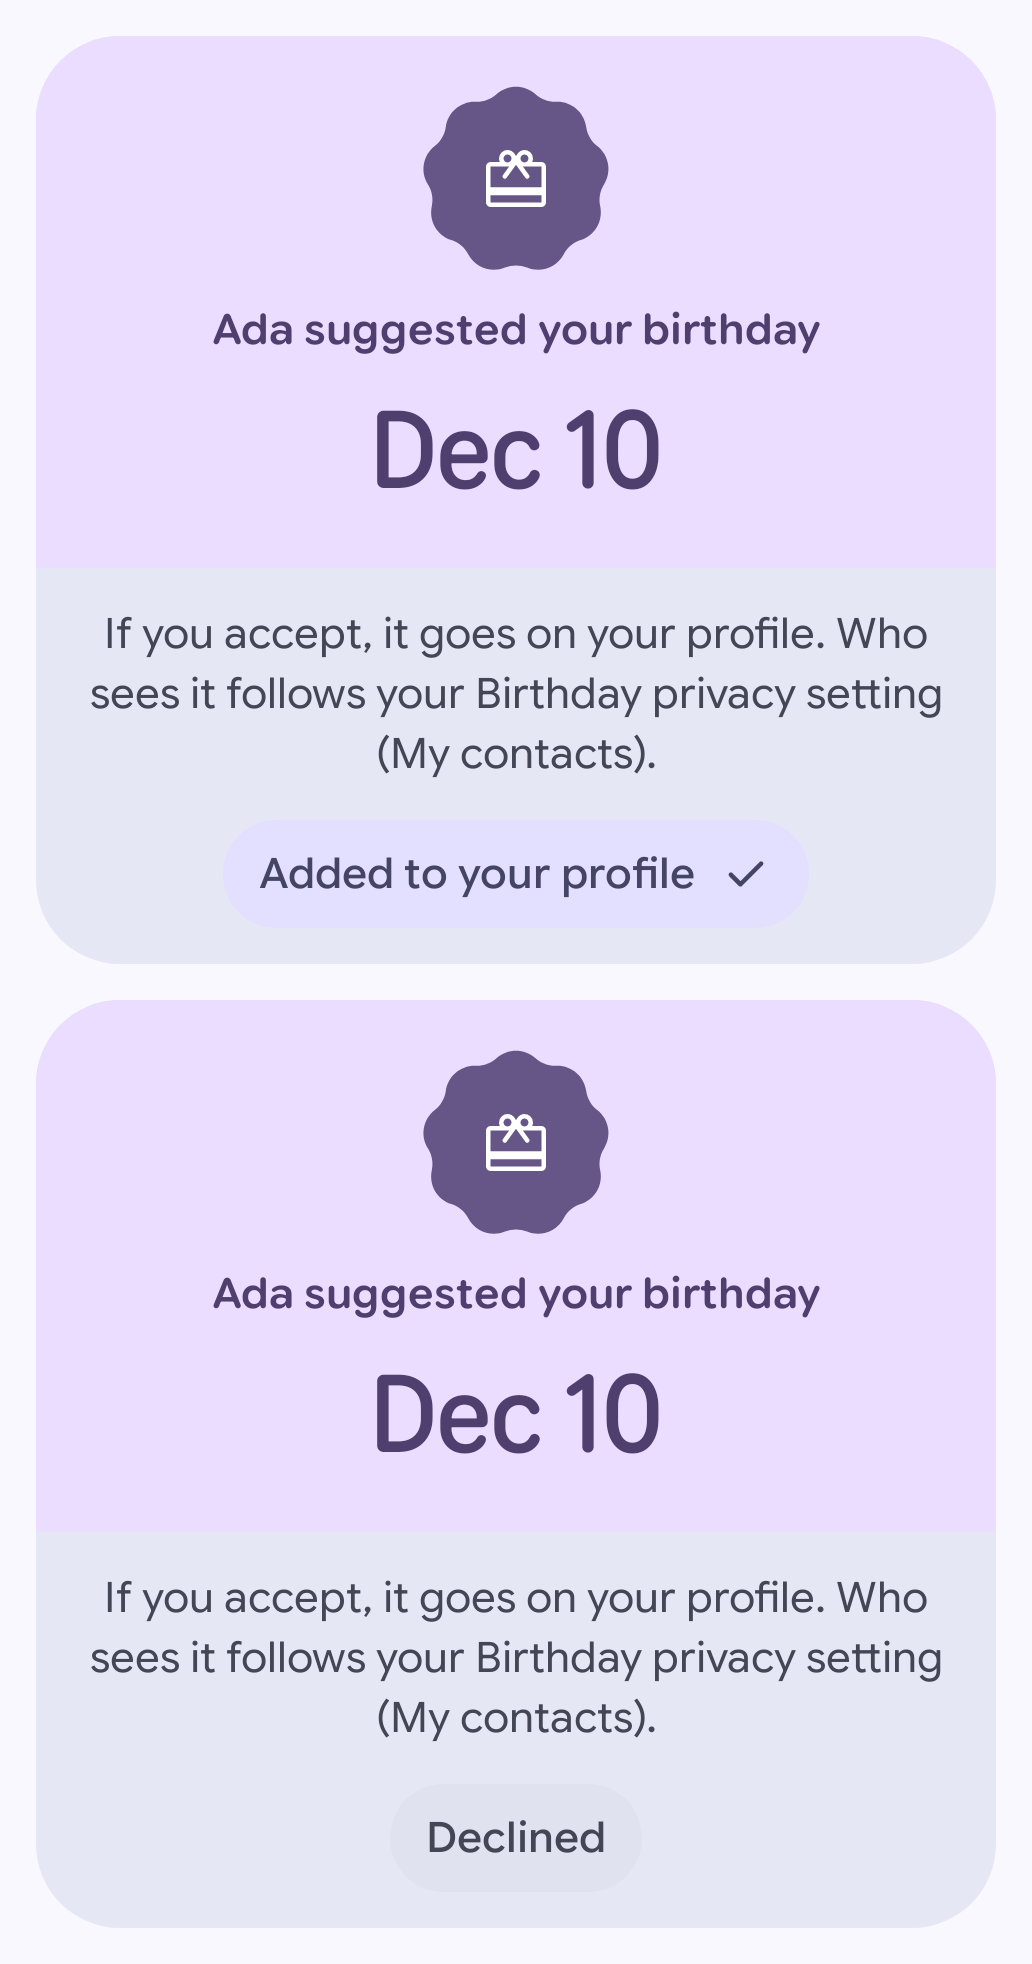 Ada suggested your birthday
Dec 10
If you accept, it goes on your profile. Who
sees it follows your Birthday privacy setting
(My contacts).
Added to your profile
Ada suggested your birthday
Dec 10
If you accept, it goes on your profile. Who
sees it follows your Birthday privacy setting
(My contacts).
Declined